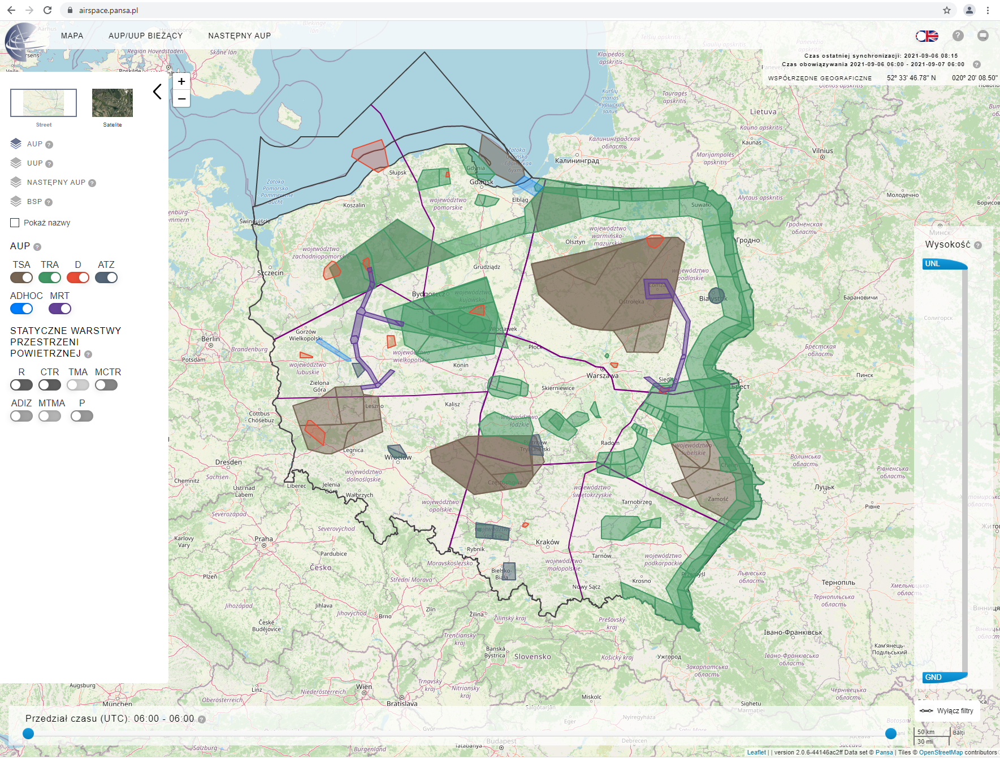 airspace.pansa.pl
MAPA
AUP/UUP BIEŻĄCY
NASTĘPNY AUP
Czas ostatniej synchronizacji: 2021-09-06 08:15
Czas obowiązywania 2021-09-06 06:00 - 2021-09-07 06:00
WSPÓŁRZĘDNE GEOGRAFICZNE 52° 33' 46.78" N 020° 20' 08.50"
+
−
Street
Satelite
AUP
UUP
NASTĘPNY AUP
BSP
Pokaż nazwy
AUP
TSA TRA D ATZ
ADHOC MRT
STATYCZNE WARSTWY
PRZESTRZENI
POWIETRZNEJ
R CTR TMA MCTR
ADIZ MTMA P
Wysokość
UNL
GND
Wyłącz filtry
Przedział czasu (UTC): 06:00 - 06:00
50 km
30 mi
Leaflet | | version 2.0.6-44146ac2ff Data set © Pansa | Tiles © OpenStreetMap contributors
Region Hovedstaden
Skåne län
Klaipėdos
apskritis
Tauragės
apskritis
Lietuva
Kauno apskritis
Kaunas
Vilnius
Marijampolės
apskritis
Alytaus apskritis
Калининградская
область
Калининград
Молодечно
Гродненская
область
Гродно
Минск
Барановичи
Солигорск
Брестская
область
Пинск
Брест
Zatoka
Pomorska
Pommersche
Bucht
Słupsk
Koszalin
Świnoujście
Gdynia
Gdańsk
Elbląg
województwo
pomorskie
Suwałki
Olsztyn
województwo
warmińsko-
mazurskie
województwo
zachodniopomorskie
Szczecin
Grudziądz
Bydgoszcz
Włocławek
Płock
Ostrołęka
Łomża
województwo
podlaskie
Białystok
Gorzów
Wielkopolski
Berlin
Potsdam
Brandenburg
województwo
lubuskie
Zielona
Góra
województwo
wielkopolskie
Konin
Warszawa
Siedlce
Skierniewice
Kalisz
Leszno
Cottbus
- Chóśebuz
województwo
łódzkie
Piotrków
Trybunalski
Radom
Legnica
Wrocław
województwo
dolnośląskie
Dresden
Sachsen
Chemnitz
Ústí nad
Labem
Liberec
Jelenia
Góra
Wałbrzych
województwo
opolskie
Częstochowa
województwo
świętokrzyskie
Tarnobrzeg
województwo
lubelskie
Chełm
Zamość
Волинська
область
Рівненська
область
Луцьк
Рівне
Severozápad
Severovýchod
Karlovy
Vary
Praha
Pardubice
Česko
Plzeň
Střední Morava
Moravskoslezsko
Rybnik
województwo
śląskie
Bielsko-
Biała
Kraków
Tarnów
województwo
małopolskie
województwo
podkarpackie
Krosno
Przemyśl
Nowy Sącz
Львівська
область
Тернопіль
Тернопільська
область
Jihozápad
Jihlava
Jihovýchod
Brno
Zlín
Žilina
Žilinský kraj
Prešovský
kraj
České
Budějovice
Trenčiansky
kraj
Banská
Bystrica
Slovensko
Košický kraj
Ужгород
Івано-Франківськ
Івано-Франківська
область
Кам'янець-
Подільський
Закарпатська
область
Чернівецька
область
Augsburg
München
Linz
Oberösterreich
Niederösterreich
Wien
Bratislava
Trnavský
kraj
Nitriansky
kraj
Miskolc
Salgótarján
Eger
Nyíregyháza
Sighetu
Marmației
Salzburg
Burgenland
Győr
Budapest
Tatabánya
Debrecen
Satu Mare
Botoșani
Suceava
Bălți